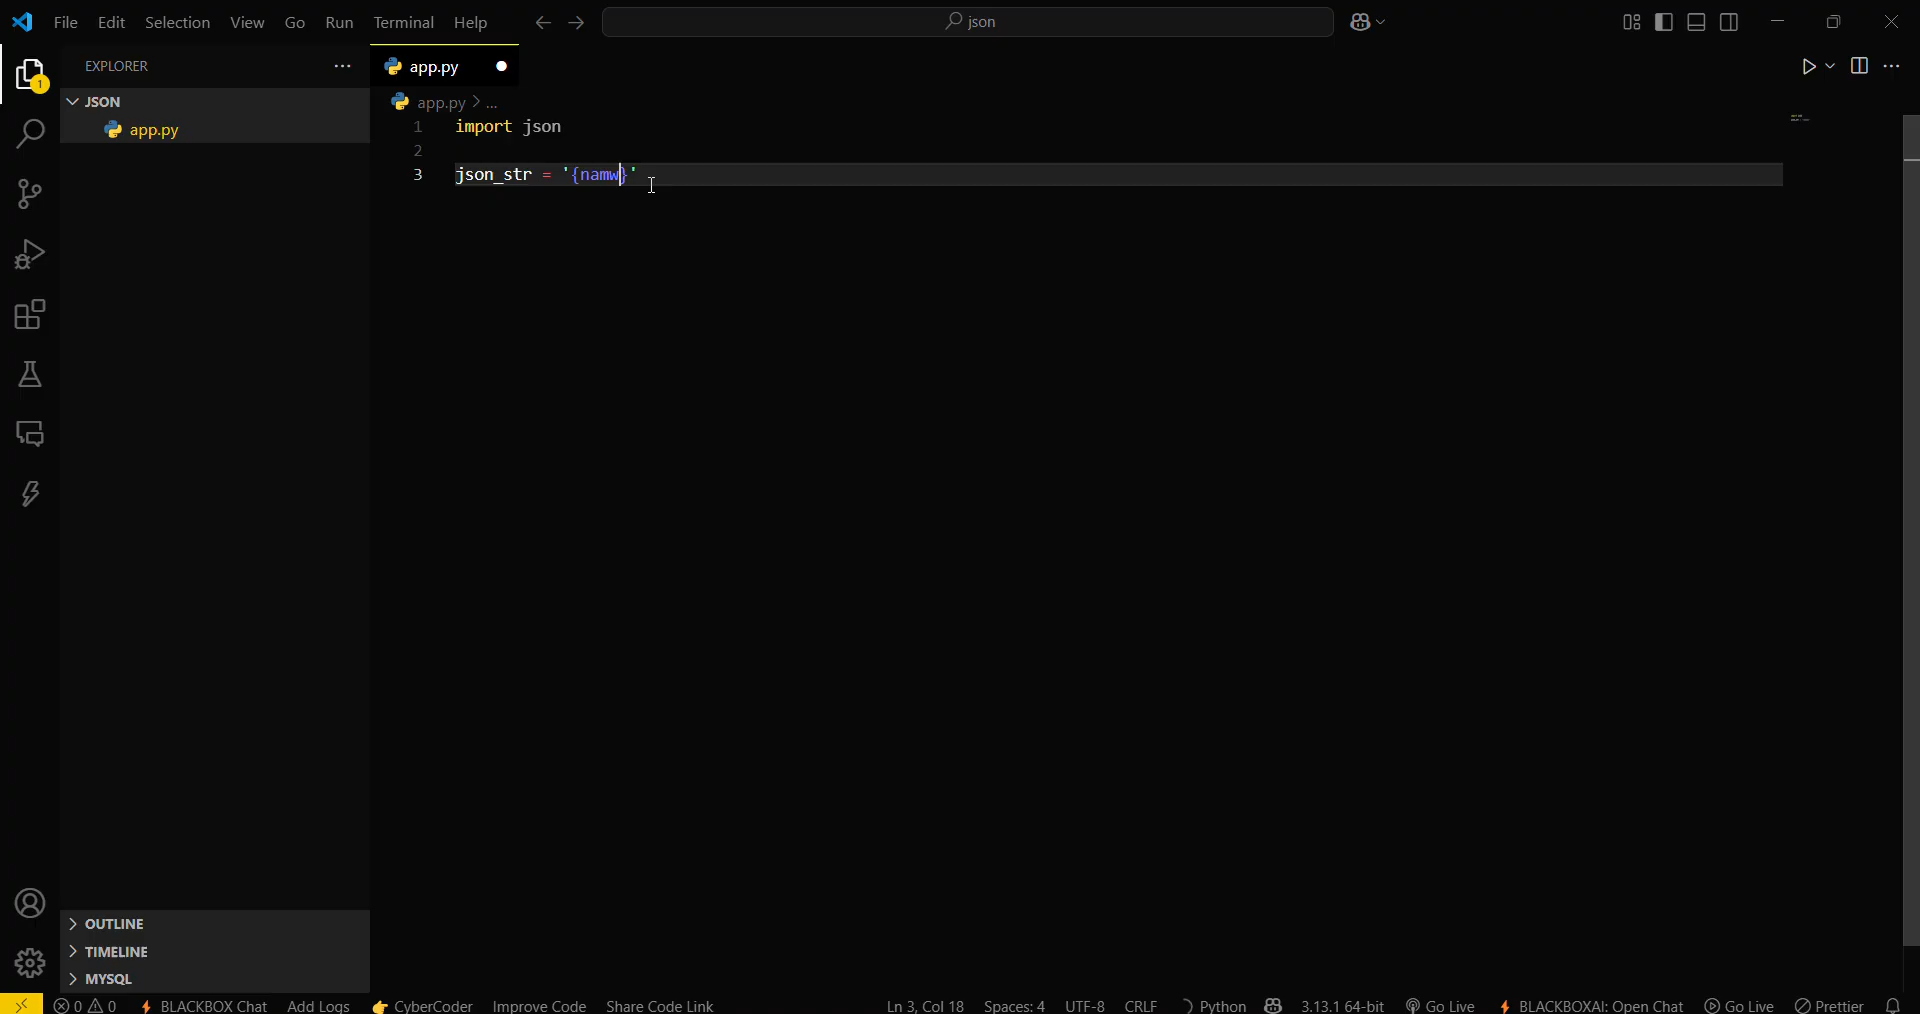 File Edit Selection View Go Run Terminal Help
json
1
EXPLORER
JSON
app.py
app.py
app.py > ...
1 import json
2
3 json_str = '{namw}'
OUTLINE
TIMELINE
MYSQL
0 0 BLACKBOX Chat Add Logs CyberCoder Improve Code Share Code Link Ln 3, Col 18 Spaces: 4 UTF-8 CRLF Python 3.13.1 64-bit Go Live BLACKBOXAI: Open Chat Go Live Prettier